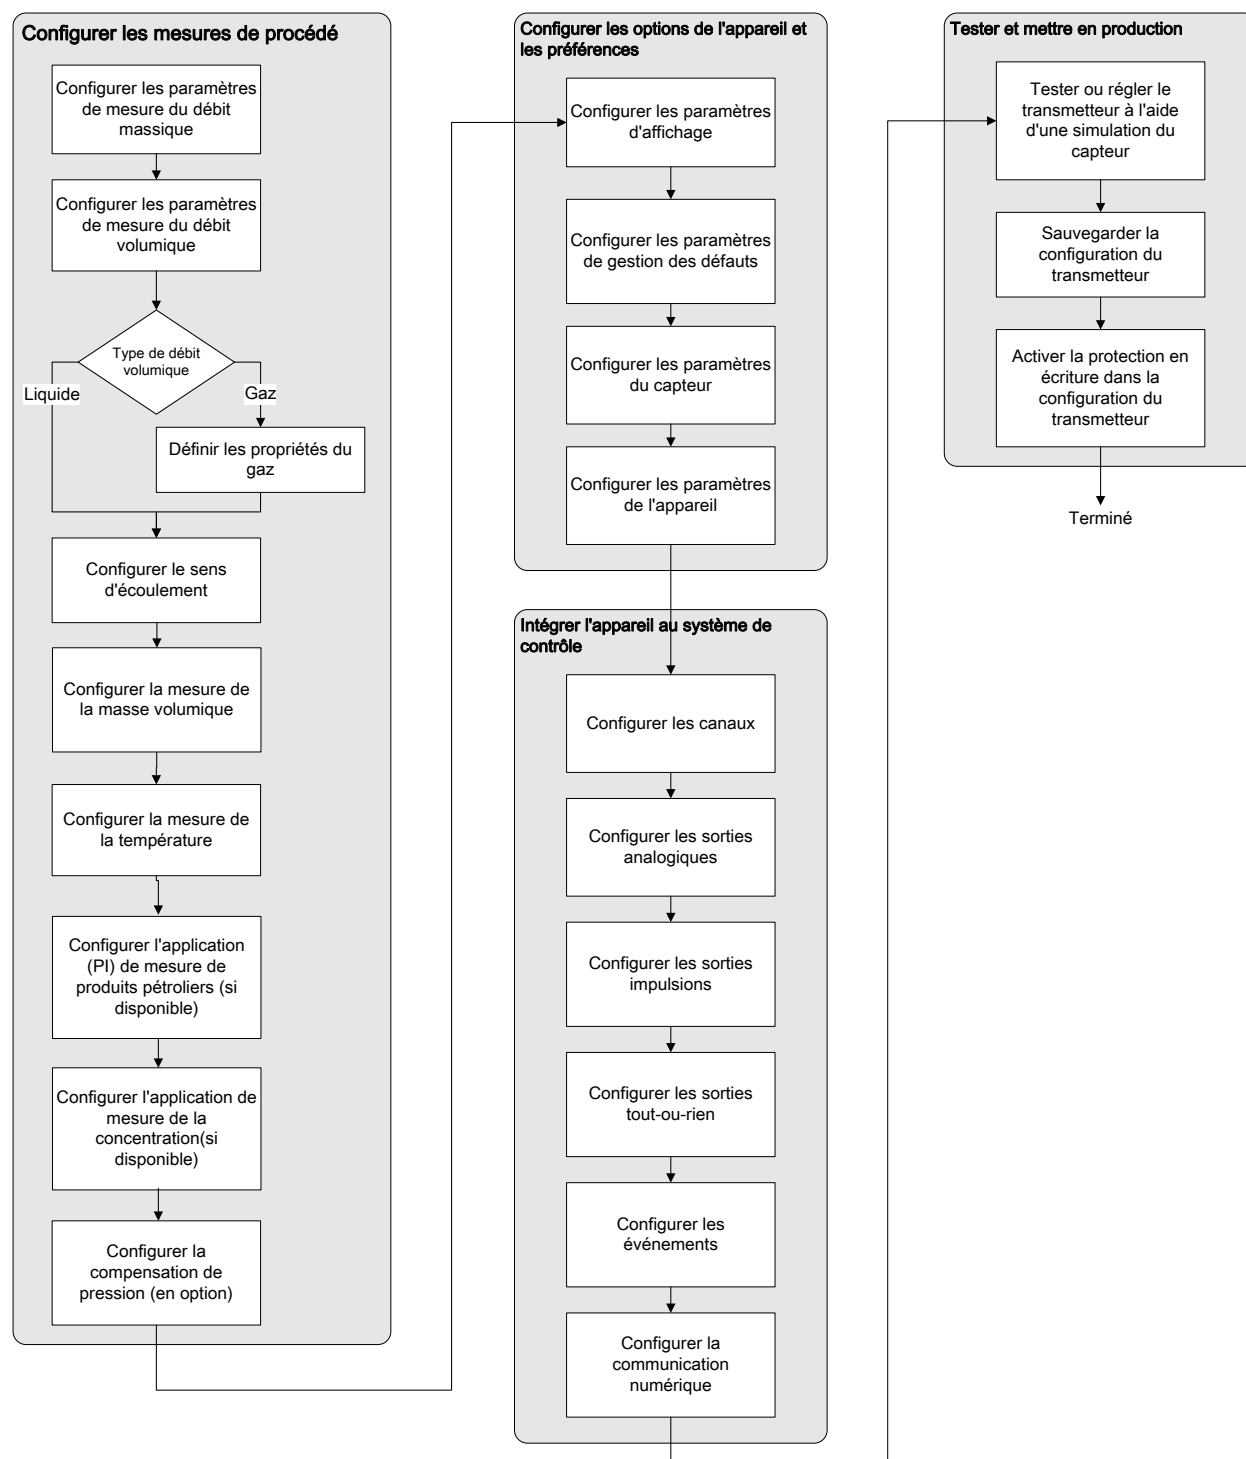 Configurer les mesures de procédé
Configurer les paramètres
de mesure du débit
massique
Configurer les paramètres
de mesure du débit
volumique
Type de débit
volumique
Liquide
Gaz
Définir les propriétés du
gaz
Configurer le sens
d'écoulement
Configurer la mesure de
la masse volumique
Configurer la mesure de
la température
Configurer l'application
(PI) de mesure de
produits pétroliers (si
disponible)
Configurer l'application de
mesure de la
concentration(si
disponible)
Configurer la
compensation de
pression (en option)
Configurer les options de l'appareil et
les préférences
Configurer les paramètres
d'affichage
Configurer les paramètres
de gestion des défauts
Configurer les paramètres
du capteur
Configurer les paramètres
de l'appareil
Intégrer l'appareil au système de
contrôle
Configurer les canaux
Configurer les sorties
analogiques
Configurer les sorties
impulsions
Configurer les sorties
tout-ou-rien
Configurer les
événements
Configurer la
communication
numérique
Tester et mettre en production
Tester ou régler le
transmetteur à l'aide
d'une simulation du
capteur
Sauvegarder la
configuration du
transmetteur
Activer la protection en
écriture dans la
configuration du
transmetteur
Terminé